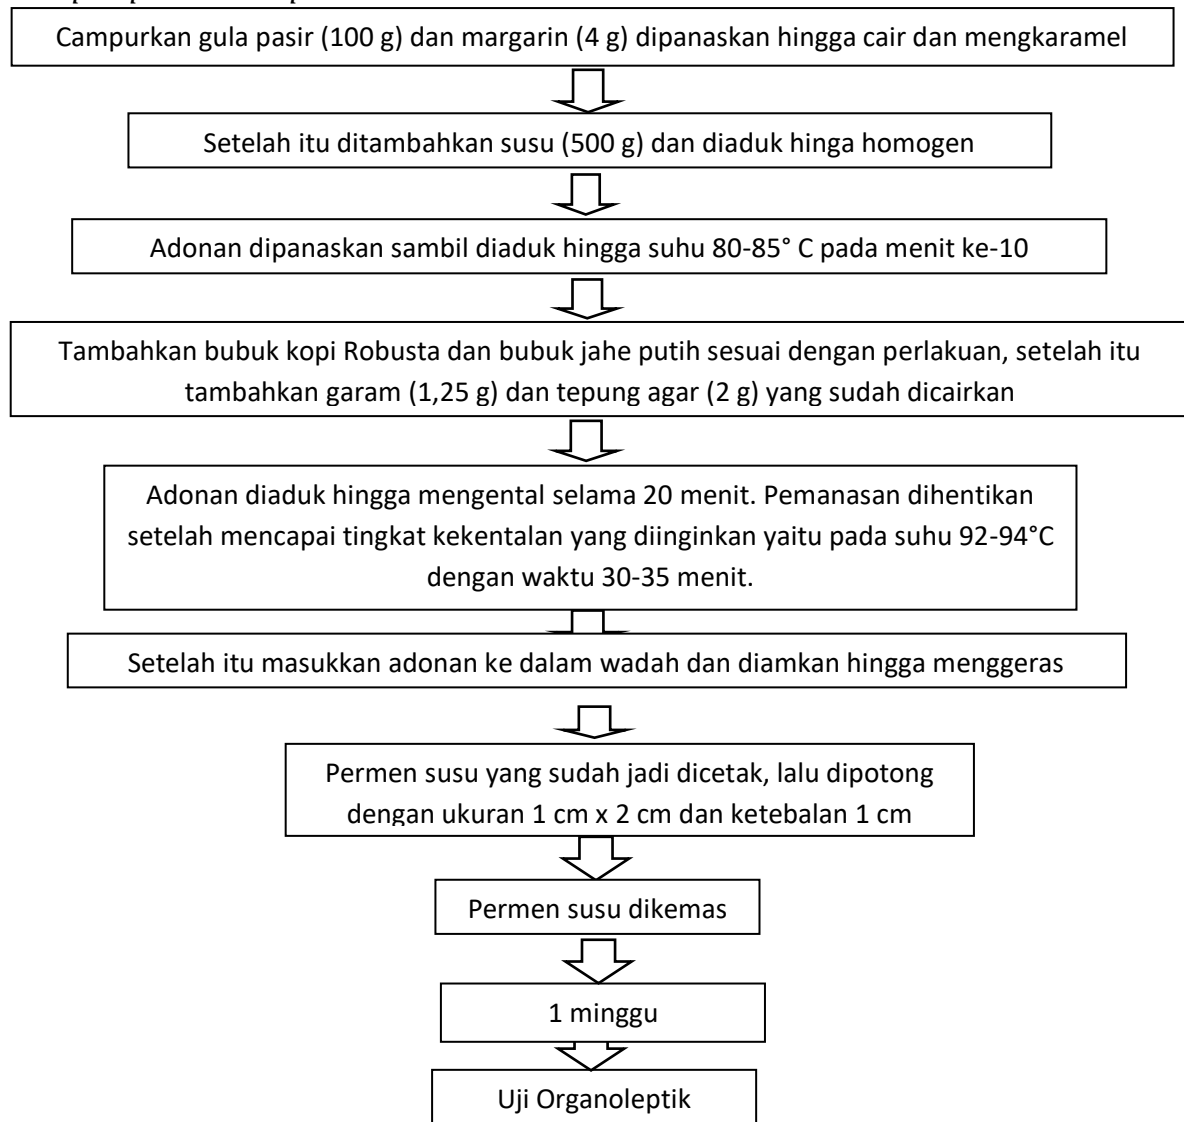 Campurkan gula pasir (100 g) dan margarin (4 g) dipanaskan hingga cair dan mengkaramel
Setelah itu ditambahkan susu (500 g) dan diaduk hinga homogen
Adonan dipanaskan sambil diaduk hingga suhu 80-85° C pada menit ke-10
Tambahkan bubuk kopi Robusta dan bubuk jahe putih sesuai dengan perlakuan, setelah itu
tambahkan garam (1,25 g) dan tepung agar (2 g) yang sudah dicairkan
Adonan diaduk hingga mengental selama 20 menit. Pemanasan dihentikan
setelah mencapai tingkat kekentalan yang diinginkan yaitu pada suhu 92-94°C
dengan waktu 30-35 menit.
Setelah itu masukkan adonan ke dalam wadah dan diamkan hingga menggeras
Permen susu yang sudah jadi dicetak, lalu dipotong
dengan ukuran 1 cm x 2 cm dan ketebalan 1 cm
Permen susu dikemas
1 minggu
Uji Organoleptik